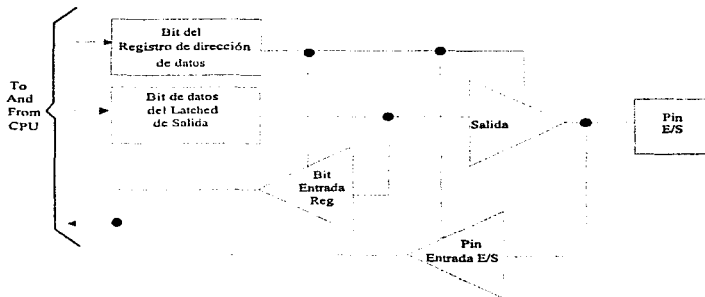 Bit del
Registro de dirección
de datos
To
And
From
CPU
Bit de datos
del Latched
de Salida
Salida
Pin
E/S
Bit
Entrada
Reg
Pin
Entrada E/S